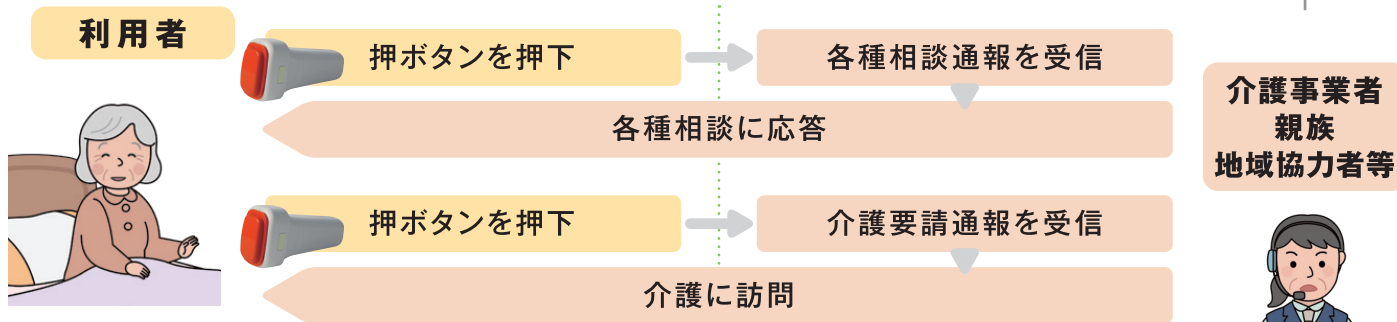 利用者
押ボタンを押下
各種相談通報を受信
各種相談に応答
介護事業者
親族
地域協力者等
押ボタンを押下
介護要請通報を受信
介護に訪問